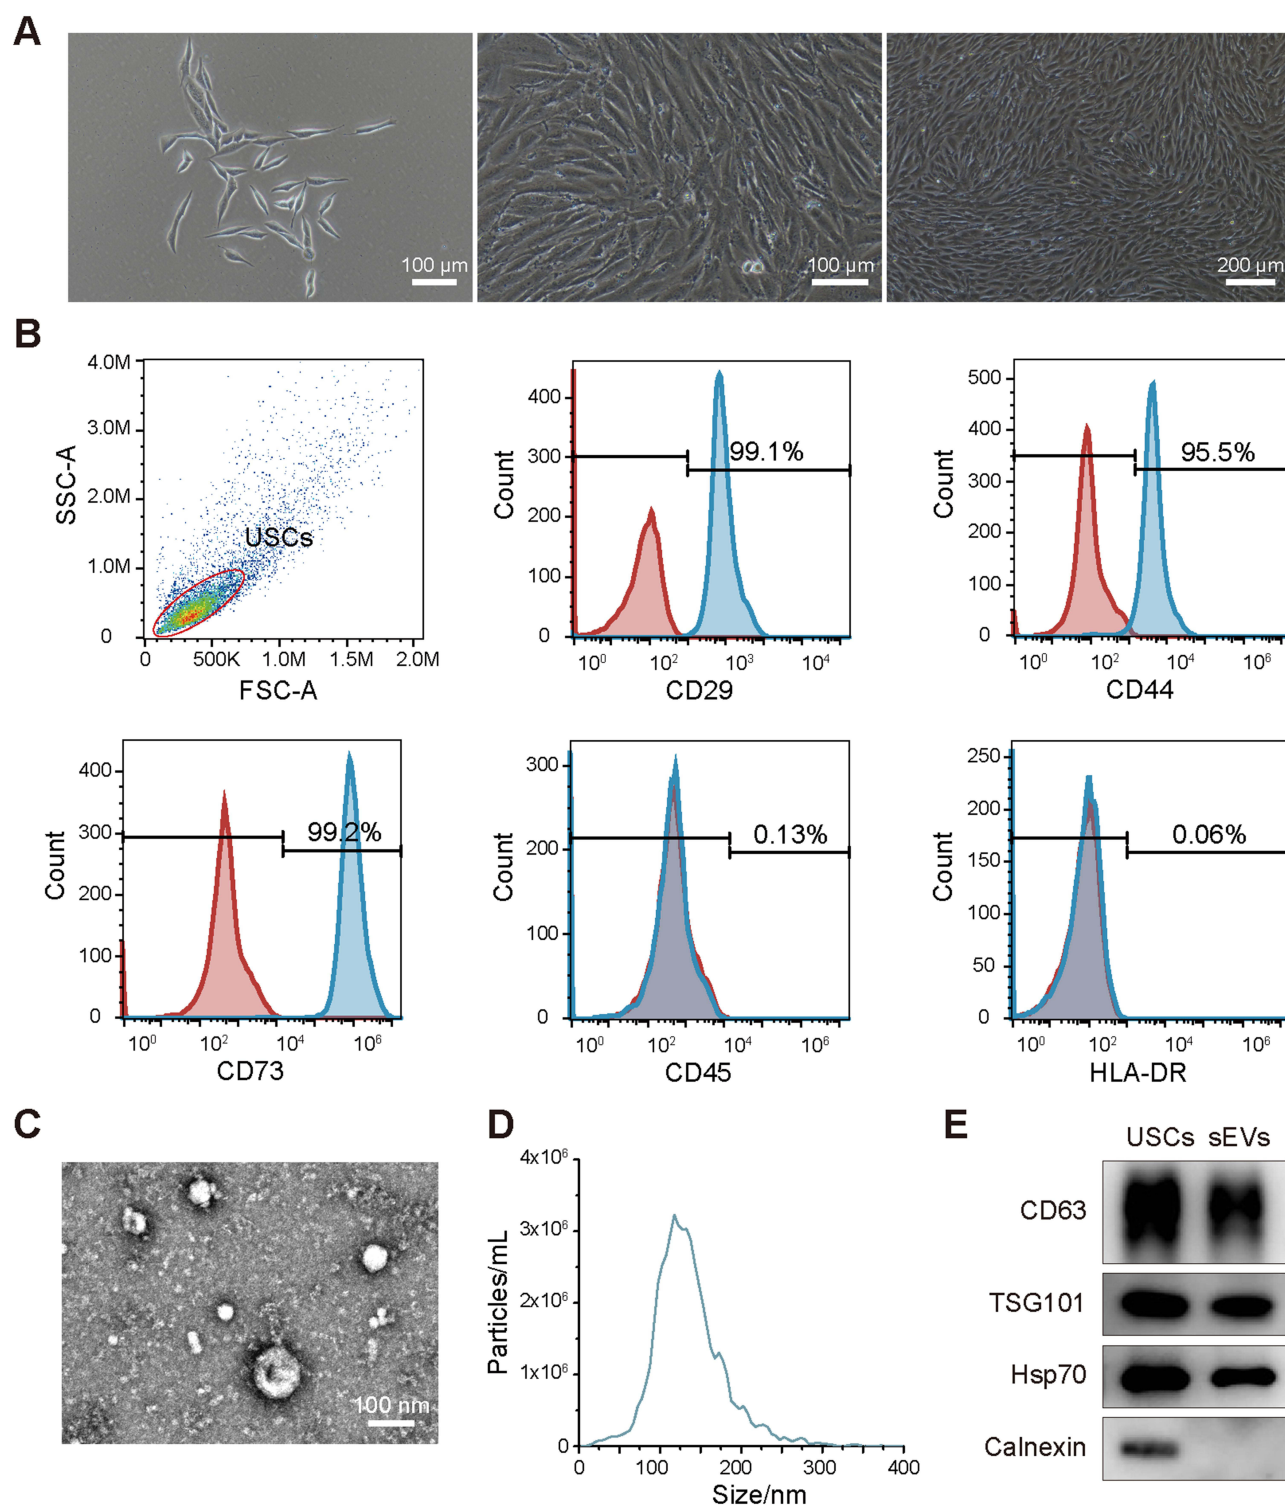 A
100 μm
100 μm
200 μm
B
4.0M
3.0M
2.0M
1.0M
0
SSC-A
USCs
0 500K 1.0M 1.5M 2.0M
FSC-A
400
300
200
100
0
Count
99.1%
10⁰ 10² 10³ 10⁴
CD29
500
400
300
200
100
0
Count
95.5%
10⁰ 10² 10⁴ 10⁶
CD44
400
300
200
100
0
Count
99.2%
10⁰ 10² 10⁴ 10⁶
CD73
300
200
100
0
Count
0.13%
10⁰ 10² 10⁴ 10⁶
CD45
250
200
150
100
50
0
Count
0.06%
10⁰ 10² 10⁴ 10⁶
HLA-DR
C
100 nm
D
4x10⁶
3x10⁶
2x10⁶
1x10⁶
0
Particles/mL
0 100 200 300 400
Size/nm
E
USCs sEVs
CD63
TSG101
Hsp70
Calnexin